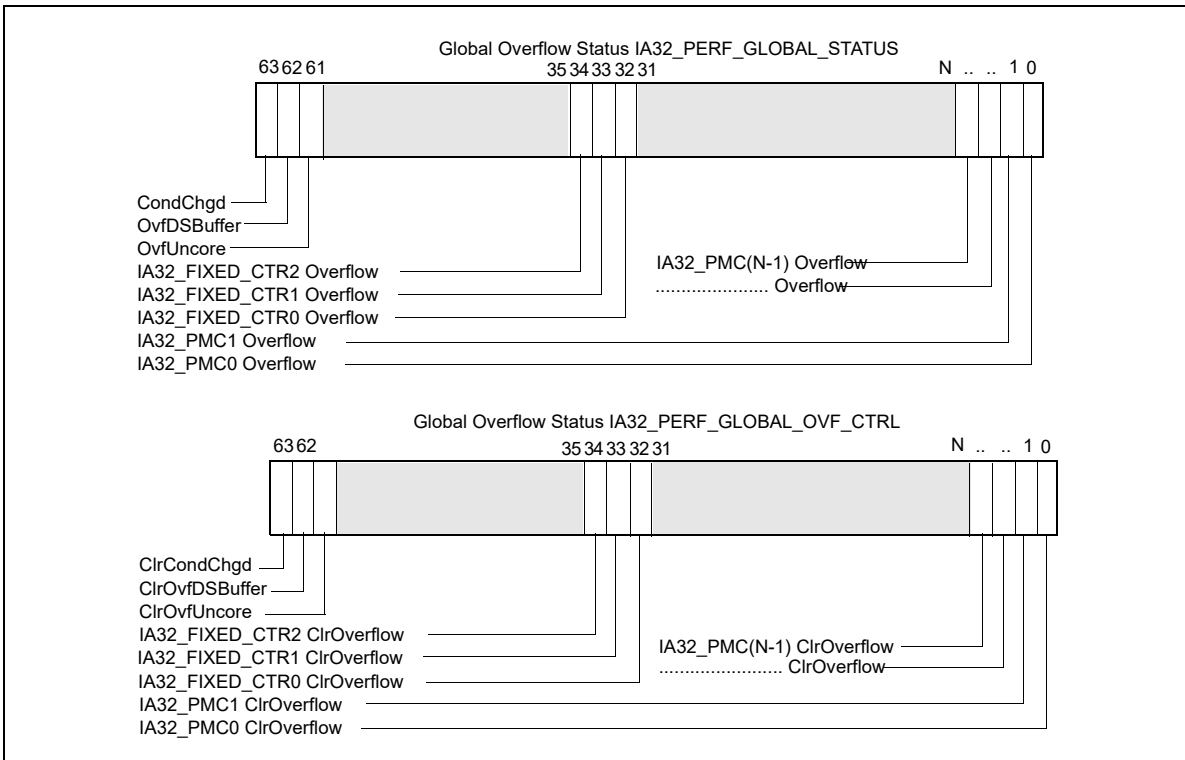 Global Overflow Status IA32_PERF_GLOBAL_STATUS
63 62 61 35 34 33 32 31 N .. .. 1 0
CondChgd
OvfDSBuffer
OvfUncore
IA32_FIXED_CTR2 Overflow
IA32_PMC(N-1) Overflow
IA32_FIXED_CTR1 Overflow
...................... Overflow
IA32_FIXED_CTR0 Overflow
IA32_PMC1 Overflow
IA32_PMC0 Overflow
Global Overflow Status IA32_PERF_GLOBAL_OVF_CTRL
63 62 35 34 33 32 31 N .. .. 1 0
ClrCondChgd
ClrOvfDSBuffer
ClrOvfUncore
IA32_FIXED_CTR2 ClrOverflow
IA32_PMC(N-1) ClrOverflow
IA32_FIXED_CTR1 ClrOverflow
........................ ClrOverflow
IA32_FIXED_CTR0 ClrOverflow
IA32_PMC1 ClrOverflow
IA32_PMC0 ClrOverflow